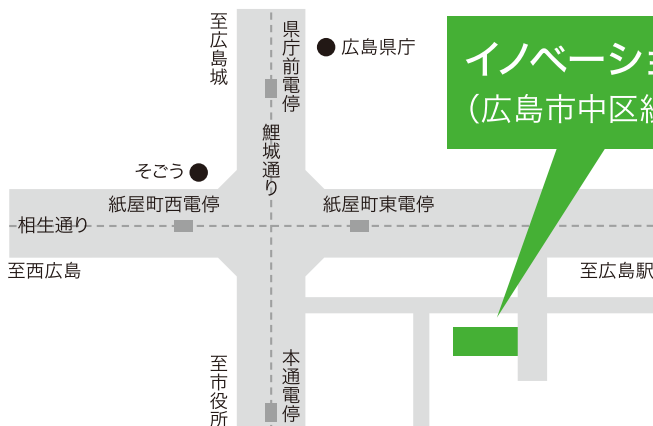 至広島城
県庁前電停
広島県庁
イノベーショ
（広島市中区紙
鯉城通り
そごう
紙屋町西電停
紙屋町東電停
相生通り
至西広島
至広島駅
至市役所
本通電停